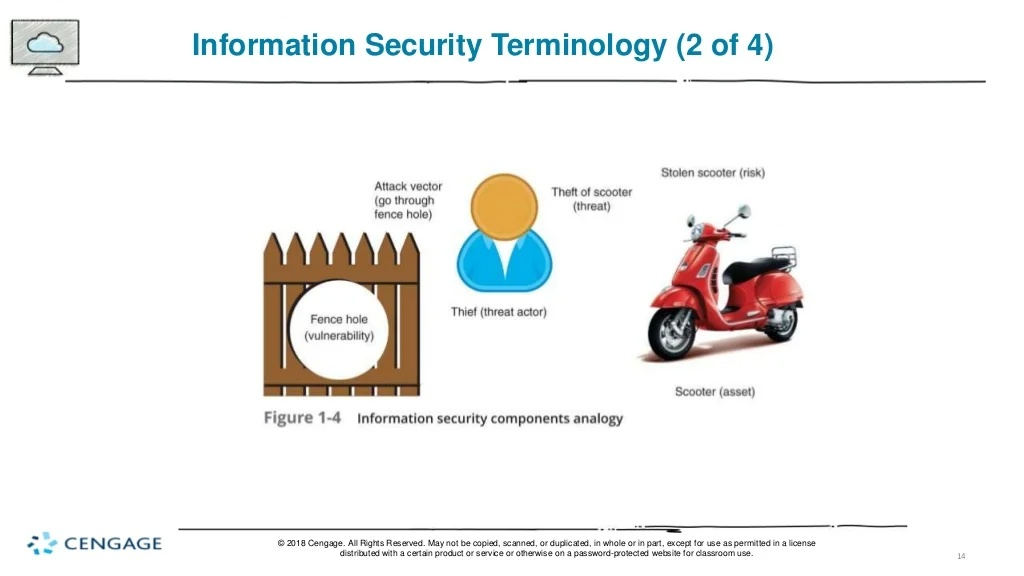 Information Security Terminology (2 of 4)
Attack vector
(go through
fence hole)
Theft of scooter
(threat)
Stolen scooter (risk)
Fence hole
(vulnerability)
Thief (threat actor)
Scooter (asset)
Figure 1-4 Information security components analogy
CENGAGE
© 2018 Cengage. All Rights Reserved. May not be copied, scanned, or duplicated, in whole or in part, except for use as permitted in a license
distributed with a certain product or service or otherwise on a password-protected website for classroom use.
14